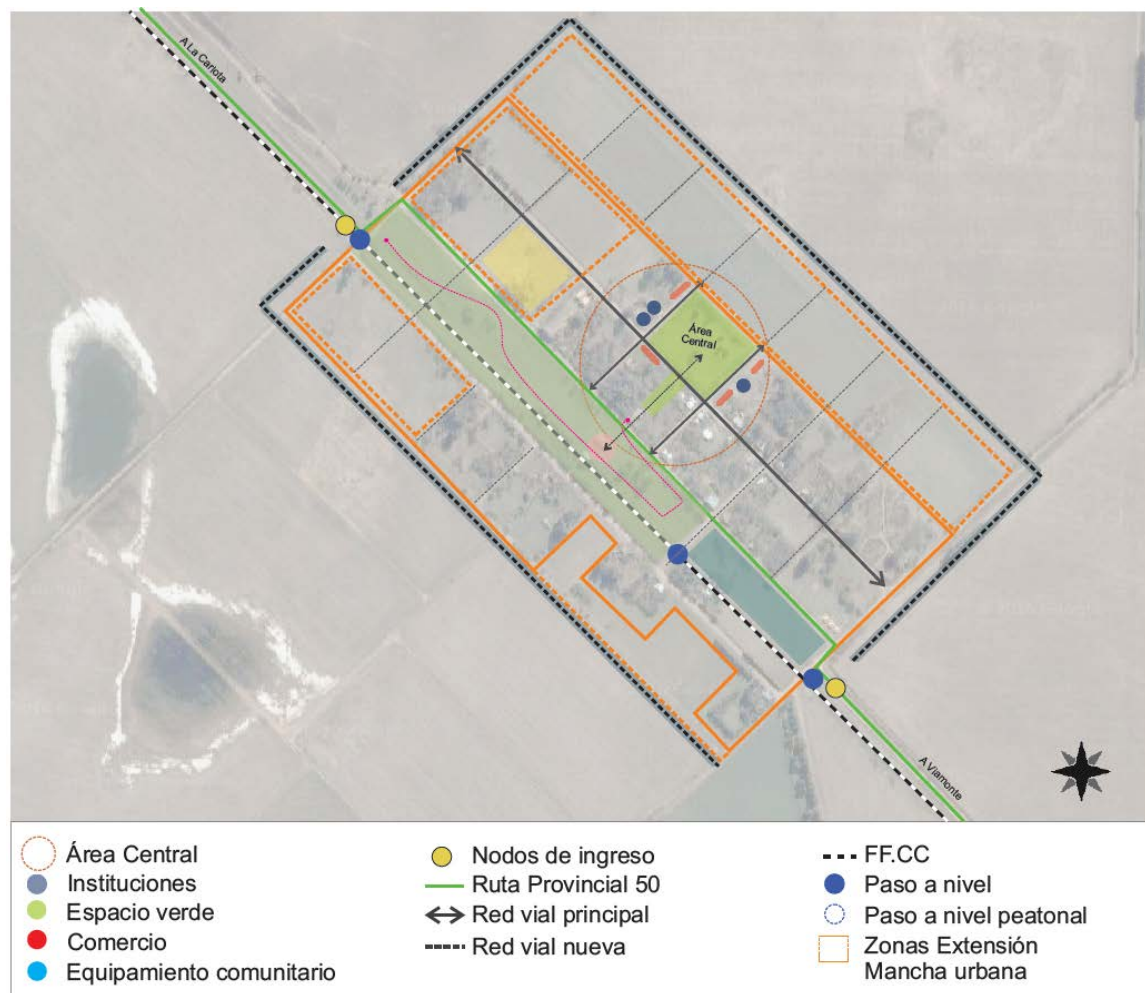 A La Carlota
Área
Central
A Viamonte
Área Central
Instituciones
Espacio verde
Comercio
Equipamiento comunitario
Nodos de ingreso
Ruta Provincial 50
Red vial principal
Red vial nueva
FF.CC
Paso a nivel
Paso a nivel peatonal
Zonas Extensión
Mancha urbana